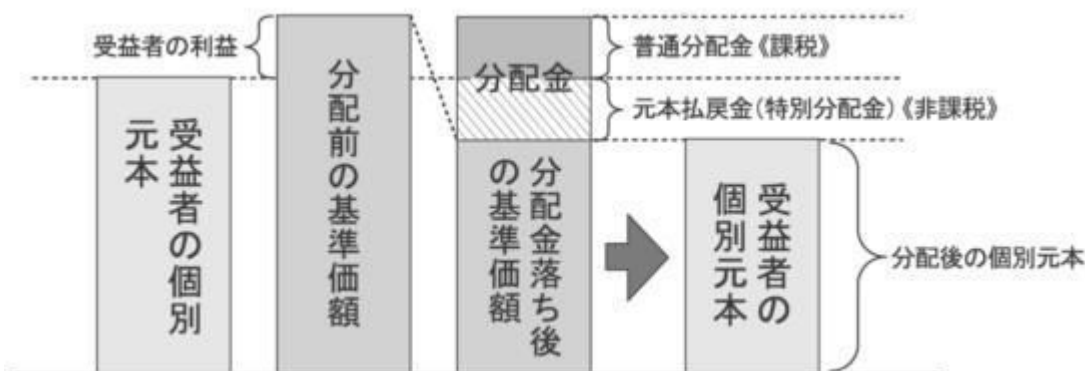 受益者の利益
受益者の個別
元本
分配前の基準価額
分配金
分配金落ち後
の基準価額
普通分配金《課税》
元本払戻金(特別分配金)《非課税》
受益者の
個別元本
分配後の個別元本